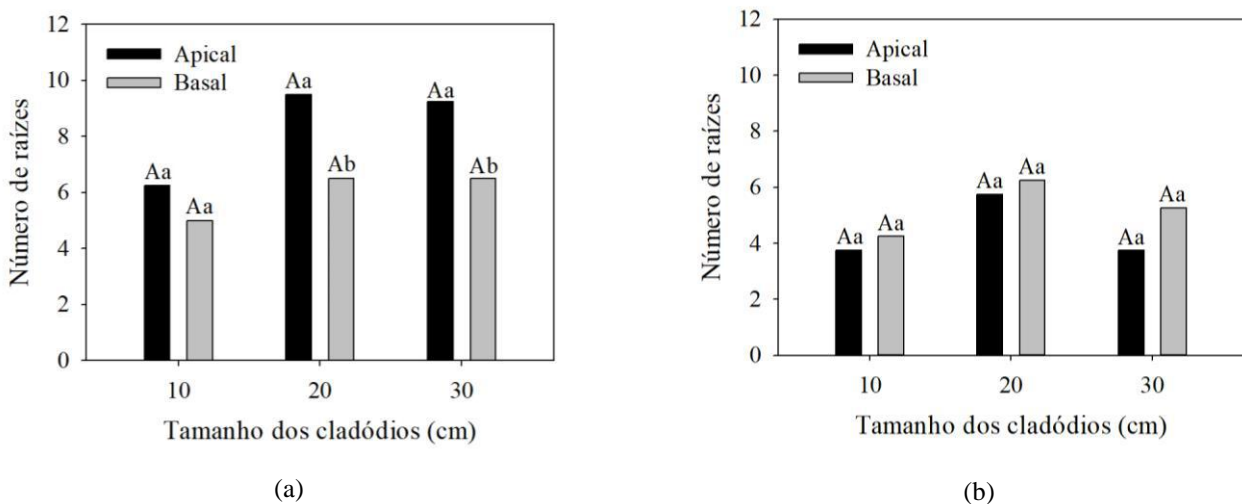 12
10
8
6
4
2
0
Número de raízes
Apical
Basal
Aa
Aa
Aa
Ab
Aa
Ab
10
20
30
Tamanho dos cladódios (cm)
(a)
12
10
8
6
4
2
0
Número de raízes
Apical
Basal
Aa
Aa
Aa
Aa
Aa
Aa
10
20
30
Tamanho dos cladódios (cm)
(b)